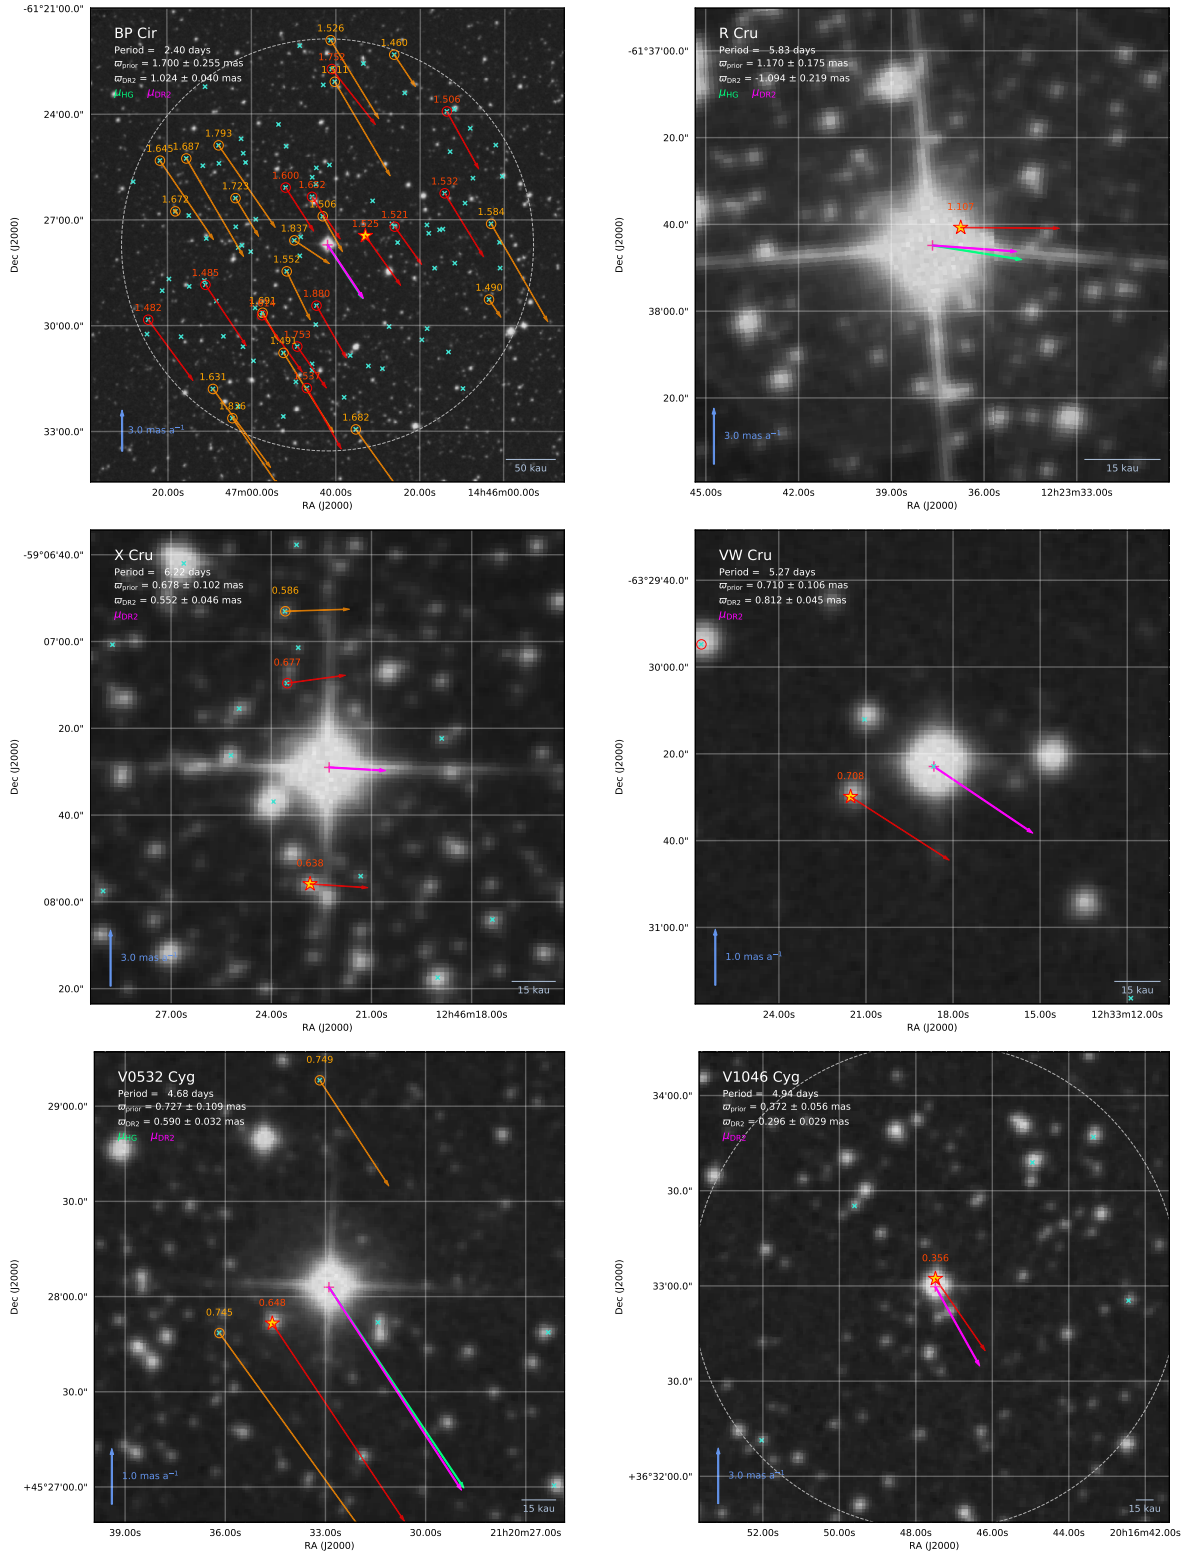 BP Cir
Period = 2.40 days
ϖprior = 1.700 ± 0.255 mas
ϖDR2 = 1.024 ± 0.040 mas
μHG μDR2
1.526
1.460
1.511
1.506
1.793
1.645
1.687
1.600
1.532
1.723
1.672
1.506
1.584
1.525
1.521
1.837
1.552
1.485
1.490
1.880
1.482
1.691
1.753
1.491
1.631
1.682
3.0 mas a⁻¹
50 kau
-61°21'00.0"
24'00.0"
27'00.0"
30'00.0"
33'00.0"
Dec (J2000)
20.00s
47m00.00s
40.00s
20.00s
14h46m00.00s
RA (J2000)
R Cru
Period = 5.83 days
ϖprior = 1.170 ± 0.175 mas
ϖDR2 = -1.094 ± 0.219 mas
μHG μDR2
3.0 mas a⁻¹
15 kau
-61°37'00.0"
20.0"
40.0"
38'00.0"
20.0"
Dec (J2000)
45.00s
42.00s
39.00s
36.00s
12h23m33.00s
RA (J2000)
X Cru
Period = 6.22 days
ϖprior = 0.678 ± 0.102 mas
ϖDR2 = 0.552 ± 0.046 mas
μDR2
0.586
0.677
0.638
3.0 mas a⁻¹
15 kau
-59°06'40.0"
07'00.0"
20.0"
40.0"
08'00.0"
20.0"
Dec (J2000)
27.00s
24.00s
21.00s
12h46m18.00s
RA (J2000)
VW Cru
Period = 5.27 days
ϖprior = 0.710 ± 0.106 mas
ϖDR2 = 0.812 ± 0.045 mas
μDR2
0.708
1.0 mas a⁻¹
15 kau
-63°29'40.0"
30'00.0"
20.0"
40.0"
31'00.0"
Dec (J2000)
24.00s
21.00s
18.00s
15.00s
12h33m12.00s
RA (J2000)
V0532 Cyg
Period = 4.68 days
ϖprior = 0.727 ± 0.109 mas
ϖDR2 = 0.590 ± 0.032 mas
μHG μDR2
0.749
0.648
0.745
1.0 mas a⁻¹
15 kau
29'00.0"
30.0"
28'00.0"
30.0"
+45°27'00.0"
Dec (J2000)
39.00s
36.00s
33.00s
30.00s
21h20m27.00s
RA (J2000)
V1046 Cyg
Period = 4.94 days
ϖprior = 0.372 ± 0.056 mas
ϖDR2 = 0.296 ± 0.029 mas
μDR2
0.356
3.0 mas a⁻¹
15 kau
34'00.0"
30.0"
33'00.0"
30.0"
+36°32'00.0"
Dec (J2000)
52.00s
50.00s
48.00s
46.00s
44.00s
20h16m42.00s
RA (J2000)